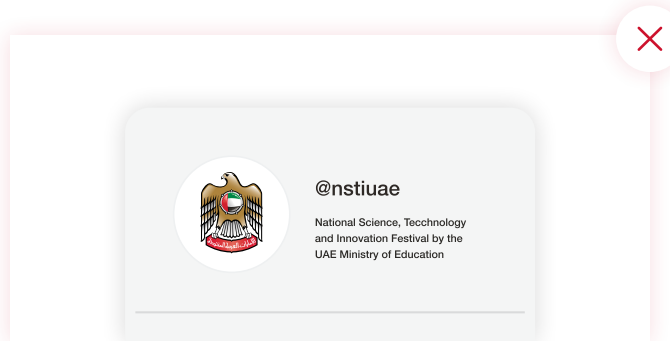 @nstiuae
National Science, Tecchnology
and Innovation Festival by the
UAE Ministry of Education